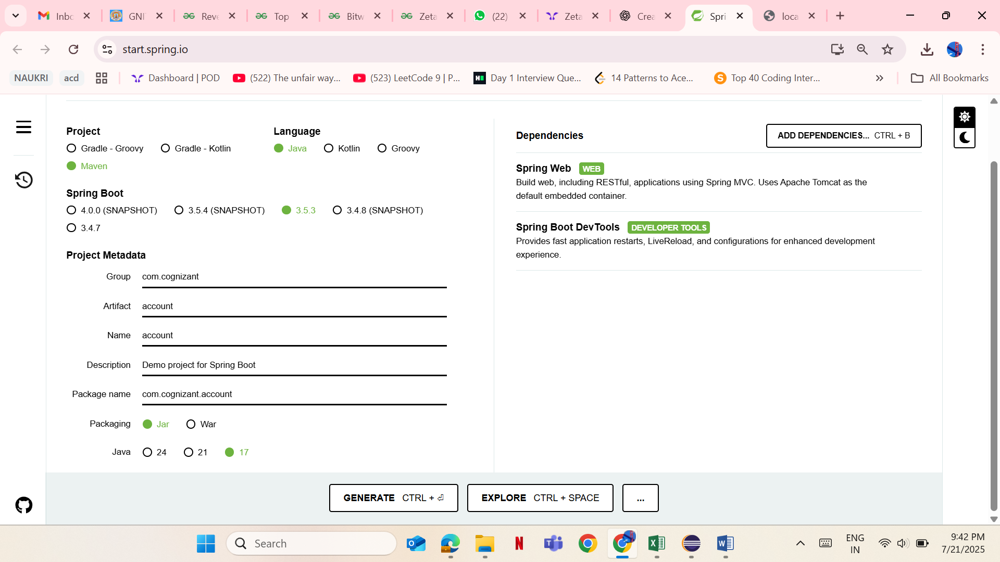 Inbc
GNI
Reve
Top
Bitw
Zeta
(22)
Zeta
Crea
Spri
loca
start.spring.io
NAUKRI
acd
Dashboard | POD
(522) The unfair way...
(523) LeetCode 9 | P...
Day 1 Interview Que...
14 Patterns to Ace...
Top 40 Coding Inter...
All Bookmarks
Project
Gradle - Groovy
Gradle - Kotlin
Maven
Language
Java
Kotlin
Groovy
Spring Boot
4.0.0 (SNAPSHOT)
3.5.4 (SNAPSHOT)
3.5.3
3.4.8 (SNAPSHOT)
3.4.7
Project Metadata
Group com.cognizant
Artifact account
Name account
Description Demo project for Spring Boot
Package name com.cognizant.account
Packaging Jar War
Java 24 21 17
Dependencies
ADD DEPENDENCIES... CTRL + B
Spring Web WEB
Build web, including RESTful, applications using Spring MVC. Uses Apache Tomcat as the
default embedded container.
Spring Boot DevTools DEVELOPER TOOLS
Provides fast application restarts, LiveReload, and configurations for enhanced development
experience.
GENERATE CTRL + ⏎
EXPLORE CTRL + SPACE
...
Search
ENG
IN
9:42 PM
7/21/2025